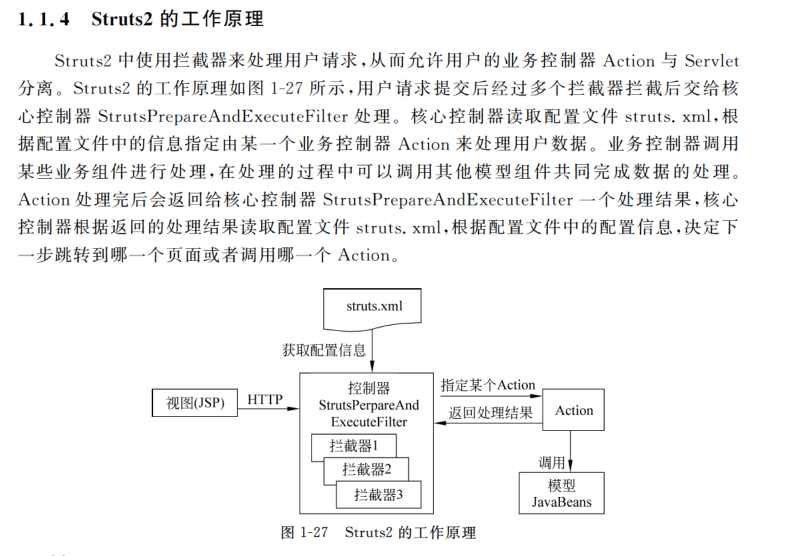 1. 1. 4 Struts2 的工作原理
Struts2 中使用拦截器来处理用户请求,从而允许用户的业务控制器 Action 与 Servlet
分离。Struts2 的工作原理如图 1-27 所示,用户请求提交后经过多个拦截器拦截后交给核
心控制器 StrutsPrepareAndExecuteFilter 处理。核心控制器读取配置文件 struts. xml,根
据配置文件中的信息指定由某一个业务控制器 Action 来处理用户数据。业务控制器调用
某些业务组件进行处理,在处理的过程中可以调用其他模型组件共同完成数据的处理。
Action 处理完后会返回给核心控制器 StrutsPrepareAndExecuteFilter 一个处理结果,核心
控制器根据返回的处理结果读取配置文件 struts. xml,根据配置文件中的配置信息,决定下
一步跳转到哪一个页面或者调用哪一个 Action。
struts.xml
获取配置信息
视图(JSP)
HTTP
控制器
StrutsPerpareAnd
ExecuteFilter
拦截器1
拦截器2
拦截器3
指定某个Action
返回处理结果
Action
调用
模型
JavaBeans
图 1-27 Struts2 的工作原理